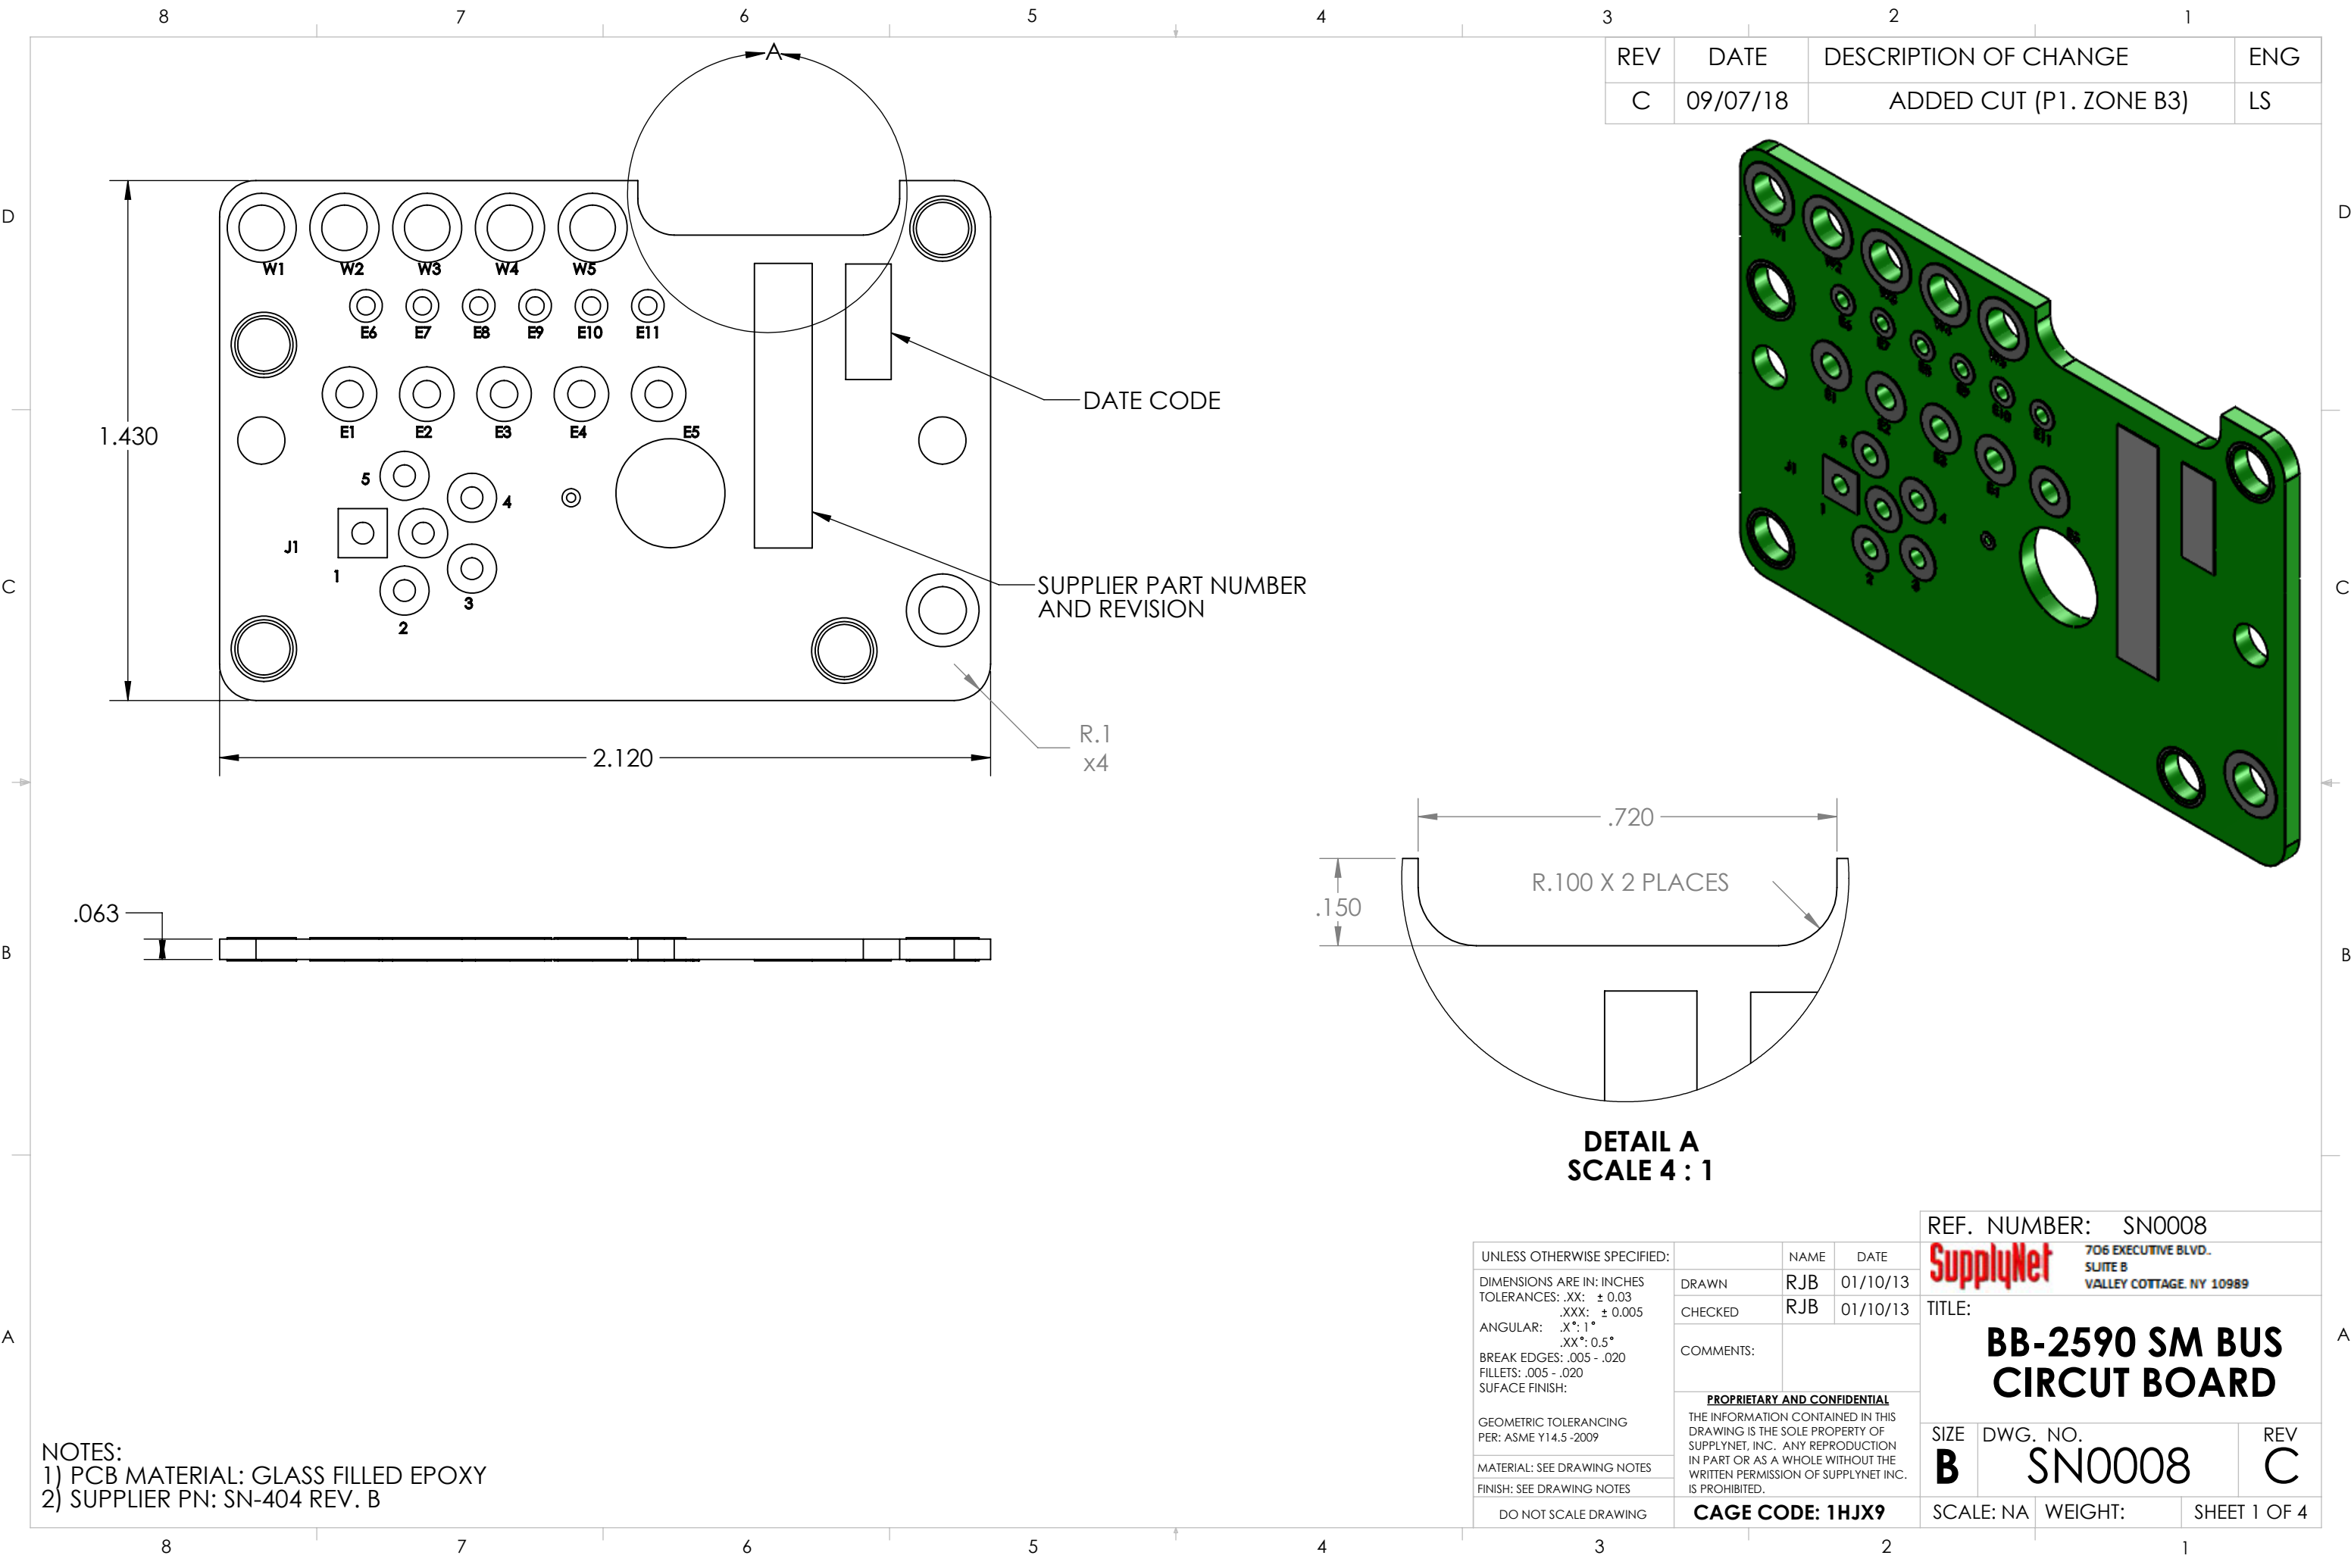 8 7 6 5 4 3 2 1
REV DATE DESCRIPTION OF CHANGE ENG
C 09/07/18 ADDED CUT (P1. ZONE B3) LS
A
D D
W1 W2 W3 W4 W5
E6 E7 E8 E9 E10 E11
DATE CODE
1.430
E1 E2 E3 E4 E5
5
4
J1
1
3
2
SUPPLIER PART NUMBER
AND REVISION
C C
R.1
x4
2.120
.720
R.100 X 2 PLACES
.150
.063
B B
DETAIL A
SCALE 4 : 1
A A
NOTES:
1) PCB MATERIAL: GLASS FILLED EPOXY
2) SUPPLIER PN: SN-404 REV. B
UNLESS OTHERWISE SPECIFIED:
DIMENSIONS ARE IN: INCHES
TOLERANCES: .XX: ± 0.03
.XXX: ± 0.005
ANGULAR: .X°: 1°
.XX°: 0.5°
BREAK EDGES: .005 - .020
FILLETS: .005 - .020
SUFACE FINISH:
GEOMETRIC TOLERANCING
PER: ASME Y14.5 -2009
MATERIAL: SEE DRAWING NOTES
FINISH: SEE DRAWING NOTES
DO NOT SCALE DRAWING
NAME DATE
DRAWN RJB 01/10/13
CHECKED RJB 01/10/13
COMMENTS:
PROPRIETARY AND CONFIDENTIAL
THE INFORMATION CONTAINED IN THIS
DRAWING IS THE SOLE PROPERTY OF
SUPPLYNET, INC. ANY REPRODUCTION
IN PART OR AS A WHOLE WITHOUT THE
WRITTEN PERMISSION OF SUPPLYNET INC.
IS PROHIBITED.
CAGE CODE: 1HJX9
REF. NUMBER: SN0008
SupplyNet
706 EXECUTIVE BLVD..
SUITE B
VALLEY COTTAGE. NY 10989
TITLE:
BB-2590 SM BUS
CIRCUT BOARD
SIZE DWG. NO. REV
B SN0008 C
SCALE: NA WEIGHT: SHEET 1 OF 4
8 7 6 5 4 3 2 1